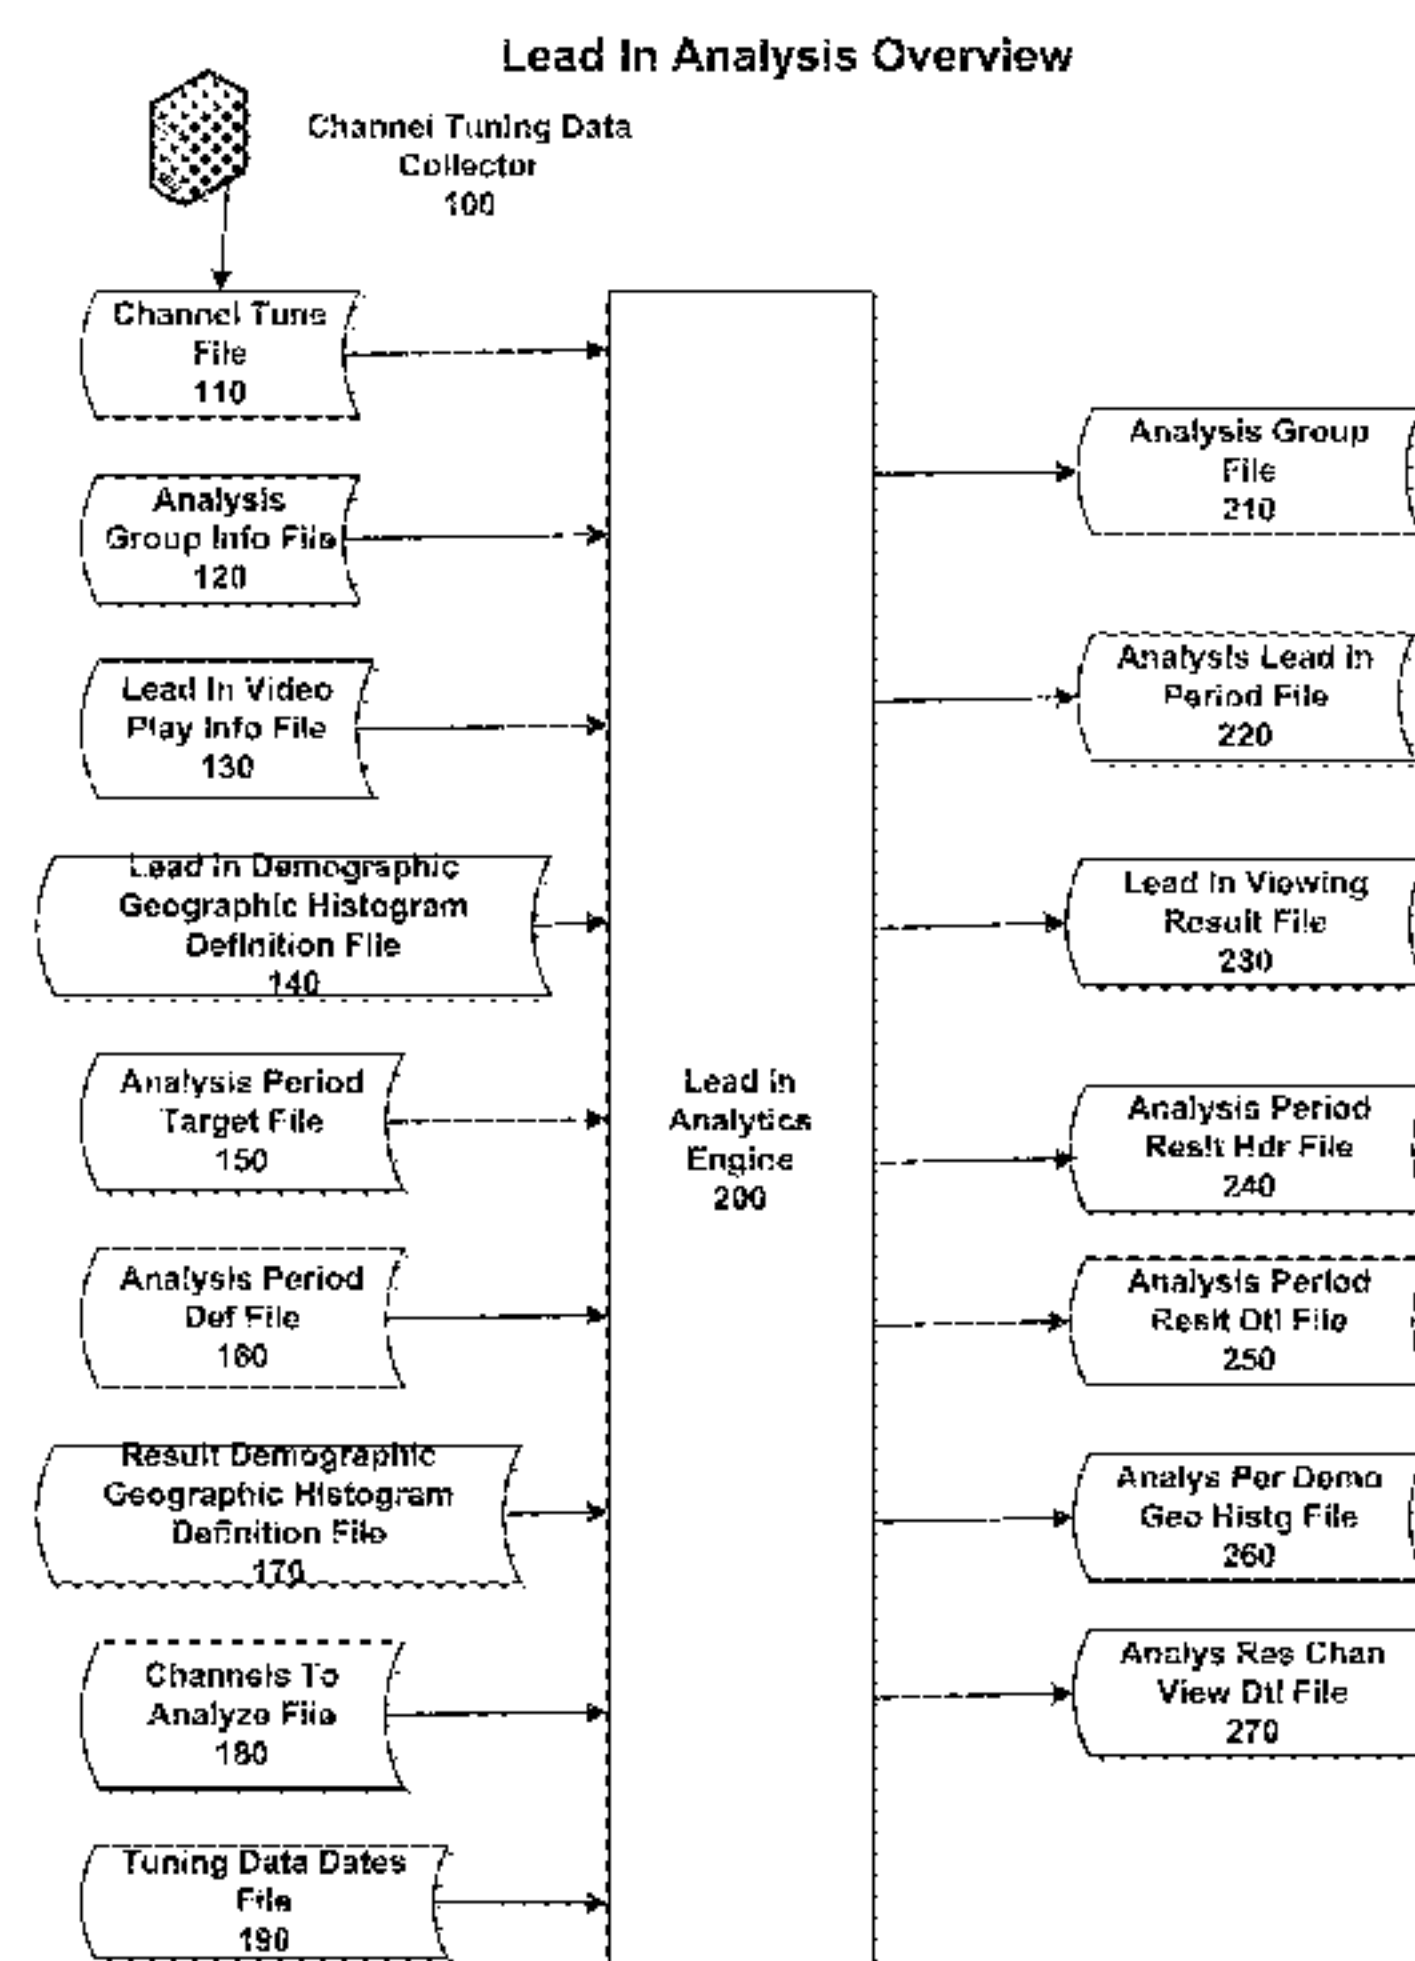 Lead In Analysis Overview
Channel Tuning Data
Collector
100
Channel Tune
File
110
Analysis
Group Info File
120
Lead In Video
Play Info File
130
Lead In Demographic
Geographic Histogram
Definition File
140
Analysis Period
Target File
150
Analysis Period
Def File
160
Result Demographic
Geographic Histogram
Definition File
170
Channels To
Analyze File
180
Tuning Data Dates
File
190
Lead In
Analytics
Engine
200
Analysis Group
File
210
Analysis Lead in
Period File
220
Lead In Viewing
Result File
230
Analysis Period
Reslt Hdr File
240
Analysis Period
Reslt Dtl File
250
Analys Per Demo
Geo Histg File
260
Analys Res Chan
View Dtl File
270